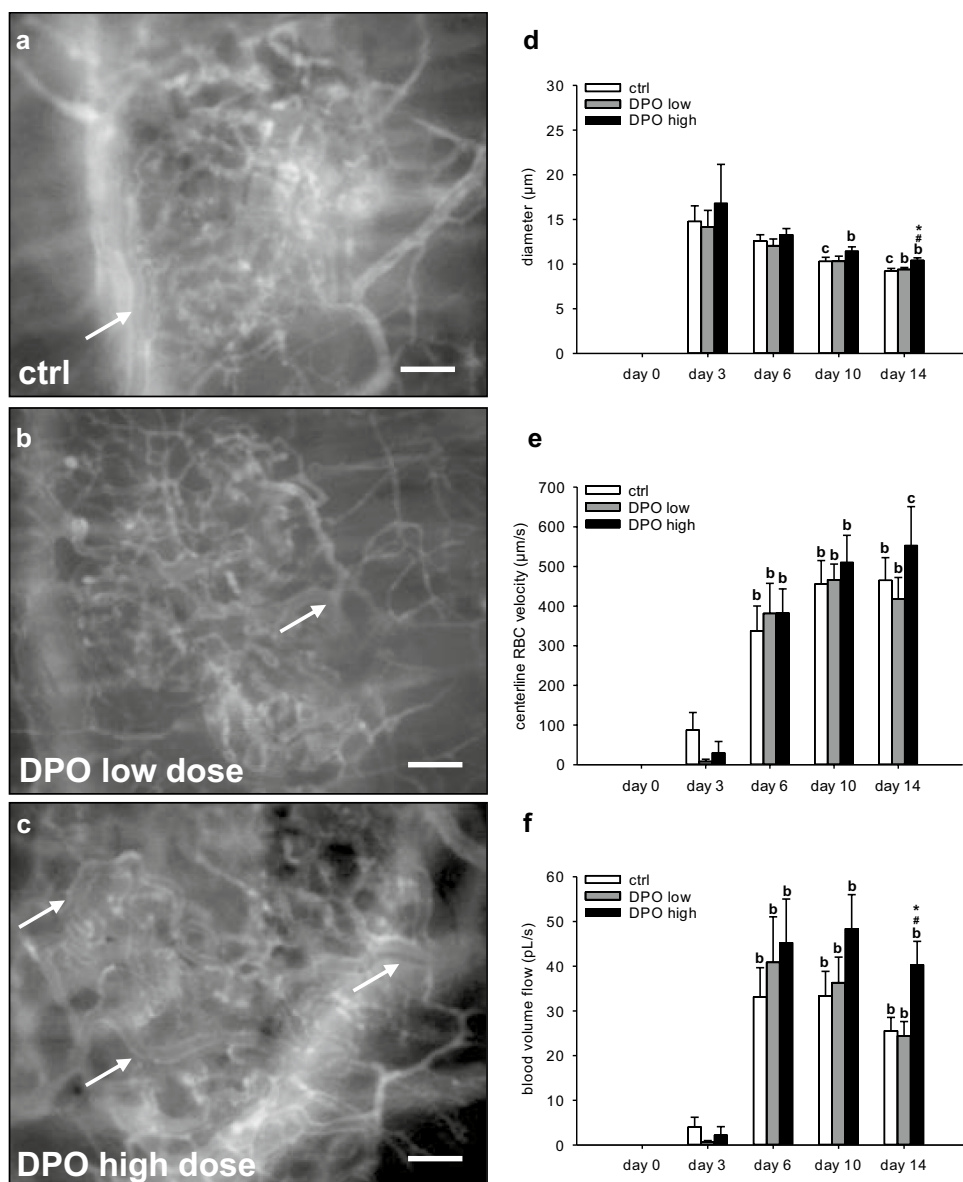 a
ctrl
b
DPO low dose
c
DPO high dose
d
ctrl
DPO low
DPO high
30
25
20
15
10
5
0
diameter (µm)
c
b
c
b
*
#
b
day 0
day 3
day 6
day 10
day 14
e
ctrl
DPO low
DPO high
700
600
500
400
300
200
100
0
centerline RBC velocity (µm/s)
b
b
b
b
b
b
b
b
c
day 0
day 3
day 6
day 10
day 14
f
ctrl
DPO low
DPO high
60
50
40
30
20
10
0
blood volume flow (pL/s)
b
b
b
b
b
b
b
b
*
#
b
day 0
day 3
day 6
day 10
day 14